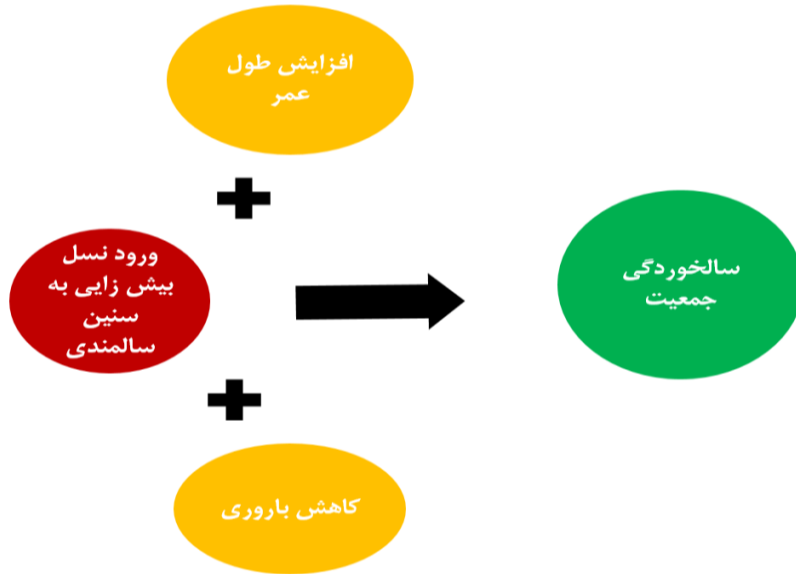 افزایش طول
عمر
ورود نسل
بیش زایی به
سنین
سالمندی
سالخوردگی
جمعیت
کاهش باروری